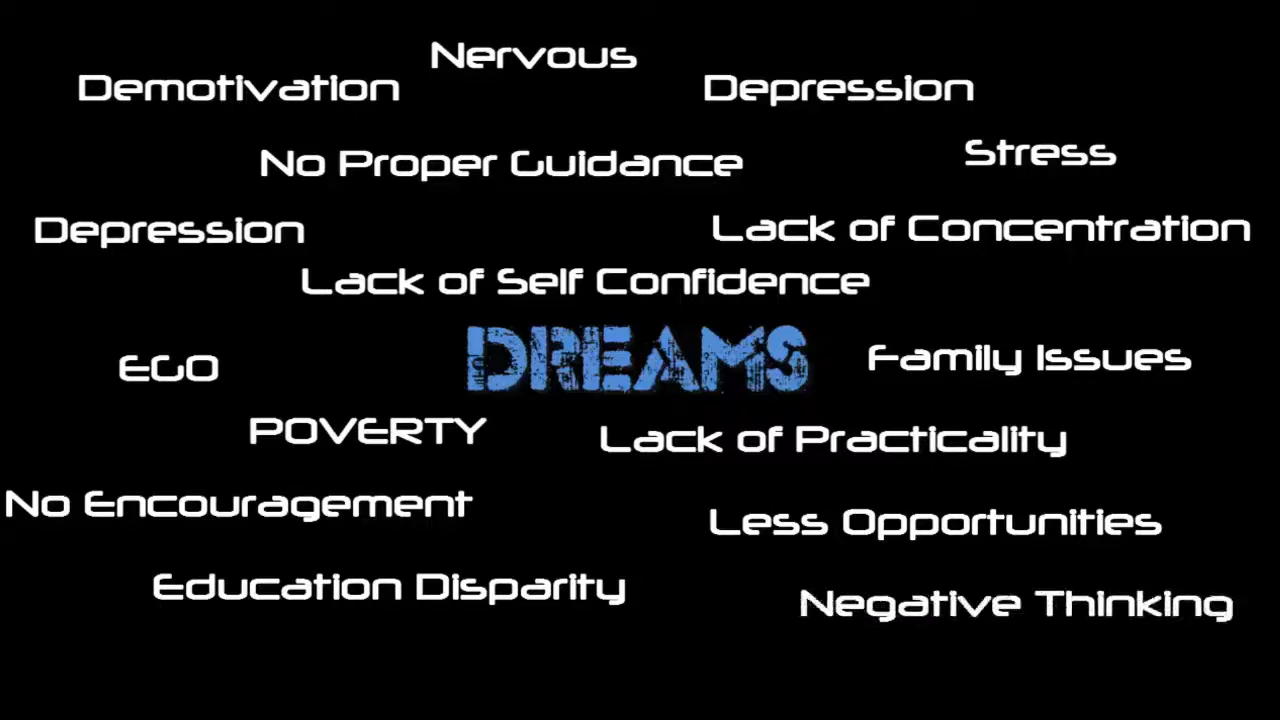 Nervous
Demotivation
Depression
Stress
No Proper Guidance
Depression
Lack of Concentration
Lack of Self Confidence
DREAMS
EGO
Family Issues
POVERTY
Lack of Practicality
No Encouragement
Less Opportunities
Education Disparity
Negative Thinking